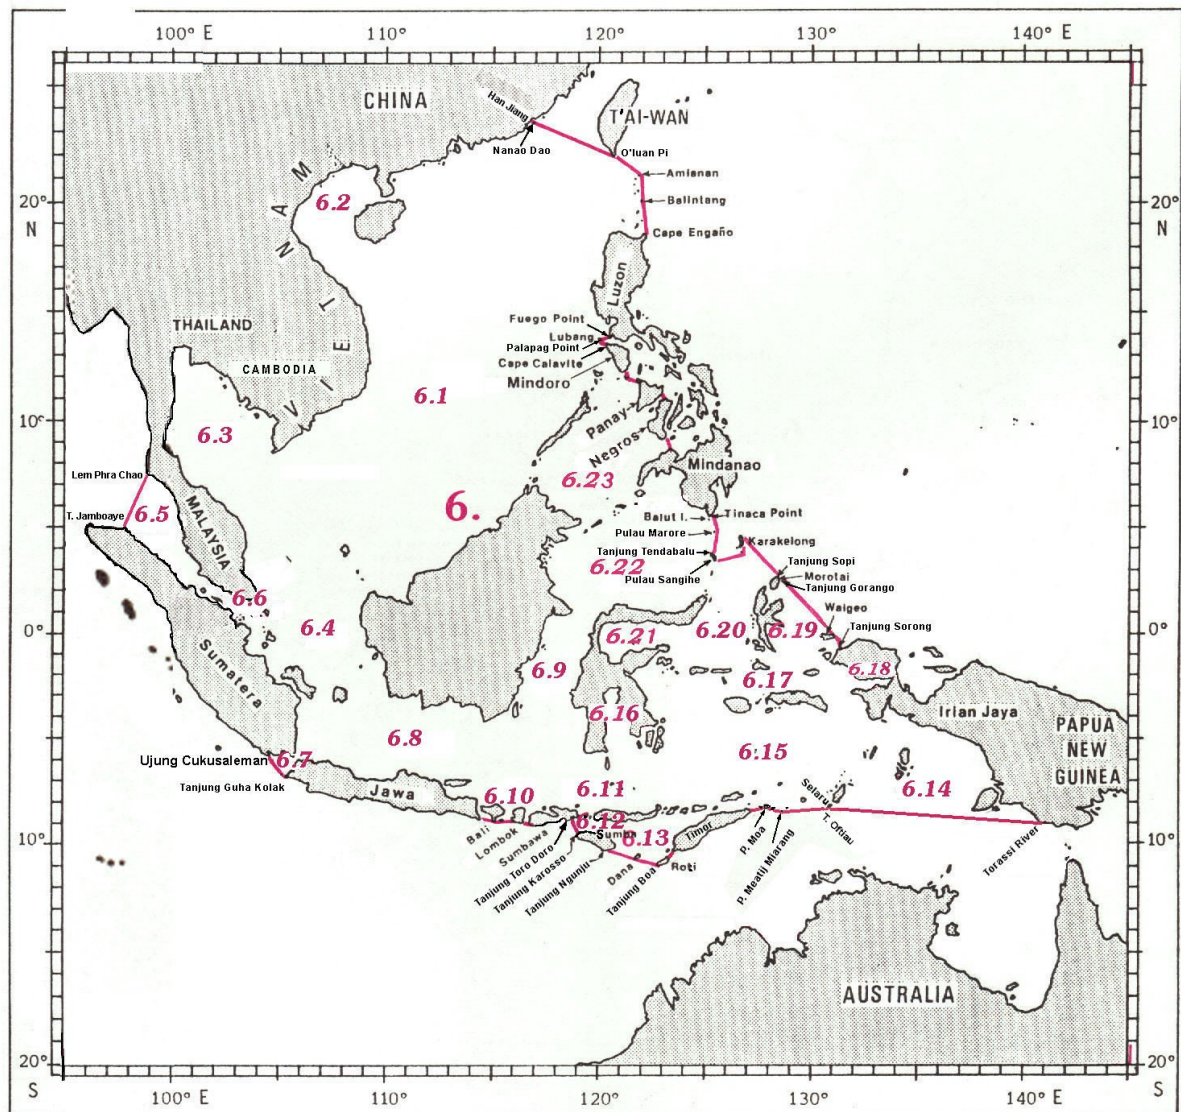 100° E
110°
120°
130°
140° E
CHINA
Han Jiang
Nanao Dao
T'AI-WAN
O'luan Pi
Amianan
Balintang
Cape Engaño
20°
N
20°
N
6.2
VIETNAM
Luzon
THAILAND
CAMBODIA
Fuego Point
Lubang
Palapag Point
Cape Calavite
Mindoro
6.1
10°
10°
6.3
Panay
Negros
Mindanao
Lem Phra Chao
6.23
T. Jamboaye
6.5
MALAYSIA
6.
Balut I.
Tinaca Point
Pulau Marore
Karakelong
Tanjung Tendabalu
6.22
Pulau Sangihe
Tanjung Sopi
Morotai
Tanjung Gorango
6.6
Waigeo
Tanjung Sorong
0°
0°
6.4
6.21
6.20
6.19
6.18
Sumatera
6.9
6.17
6.16
Irian Jaya
PAPUA
NEW
GUINEA
6.8
6.15
Ujung Cukusaleman
6.7
Tanjung Guha Kolak
Jawa
6.10
6.11
6.14
Selaru
T. Oftiau
6.12
6.13
Bali
Lombok
Sumbawa
Sumba
Timor
P. Moa
P. Meatij Miarang
Torassi River
10°
10°
Tanjung Toro Doro
Tanjung Karosso
Tanjung Ngunju
Dana
Tanjung Boa
Roti
AUSTRALIA
20°
S
20°
S
100° E
110°
120°
130°
140° E